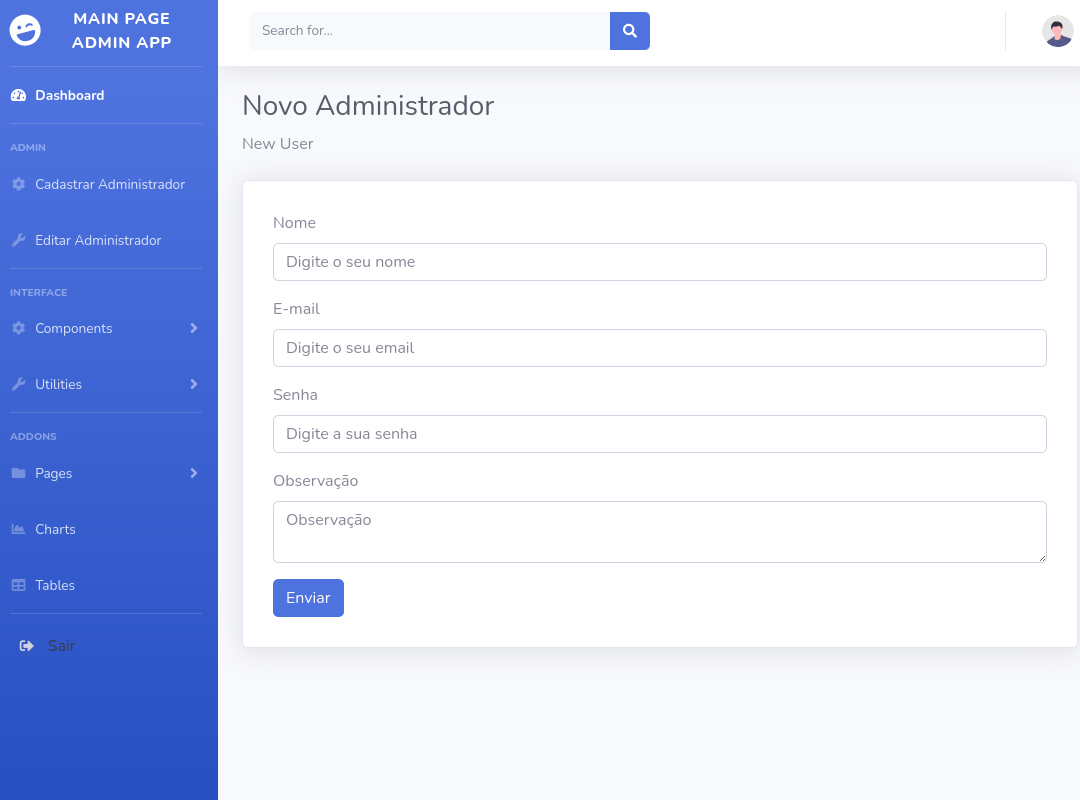 MAIN PAGE
ADMIN APP
Dashboard
ADMIN
Cadastrar Administrador
Editar Administrador
INTERFACE
Components
Utilities
ADDONS
Pages
Charts
Tables
Sair
Search for...
Novo Administrador
New User
Nome
Digite o seu nome
E-mail
Digite o seu email
Senha
Digite a sua senha
Observação
Observação
Enviar